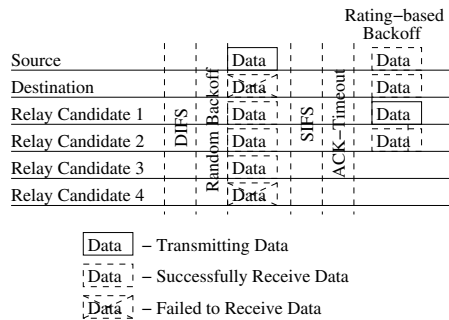 Rating−based
Backoff
Source Data Data
Destination Data Data
Relay Candidate 1 Data Data
Relay Candidate 2 Data Data
Relay Candidate 3 Data
Relay Candidate 4 Data
DIFS
Random Backoff
SIFS
ACK−Timeout
Data − Transmitting Data
Data − Successfully Receive Data
Data − Failed to Receive Data